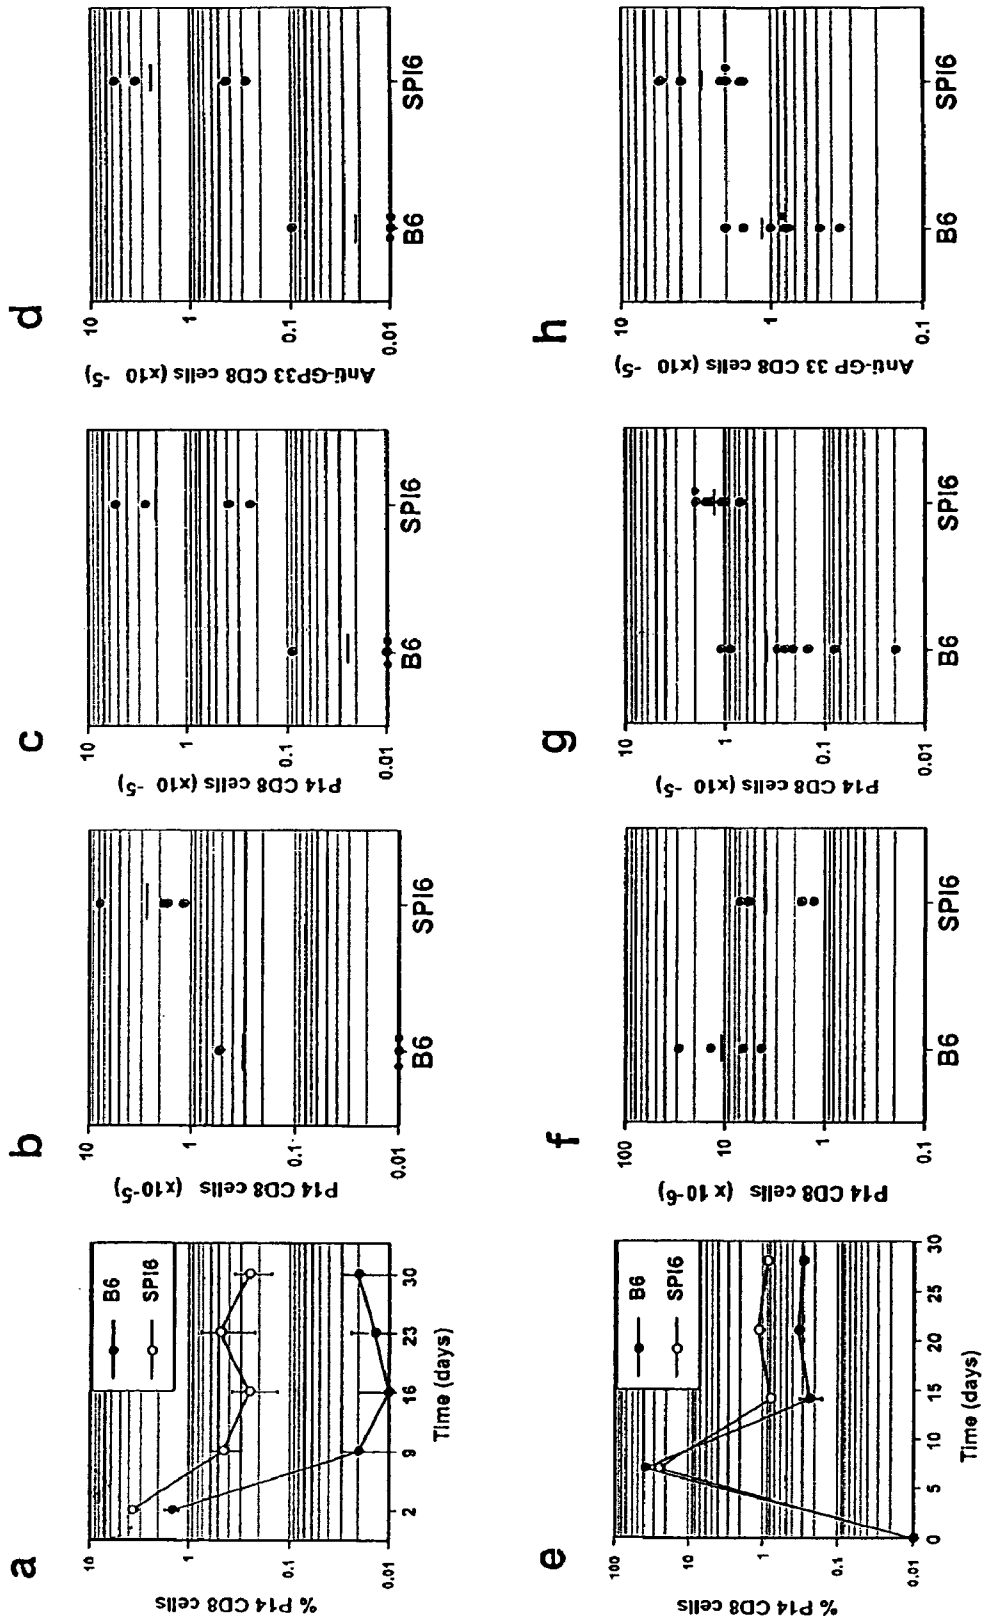 a
% P14 CD8 cells
10
1
0.1
0.01
B6
SPI6
2
9
16
23
30
Time (days)
b
P14 CD8 cells (x10-5)
10
1
0.1
0.01
B6
SPI6
c
P14 CD8 cells (x10 -5)
10
1
0.1
0.01
B6
SPI6
d
Anti-GP33 CD8 cells (x10 -5)
10
1
0.1
0.01
B6
SPI6
e
% P14 CD8 cells
100
10
1
0.1
0.01
B6
SPI6
0
5
10
15
20
25
30
Time (days)
f
P14 CD8 cells (x 10-6)
100
10
1
0.1
B6
SPI6
g
P14 CD8 cells (x10 -5)
10
1
0.1
0.01
B6
SPI6
h
Anti-GP 33 CD8 cells (x10 -5)
10
1
0.1
B6
SPI6